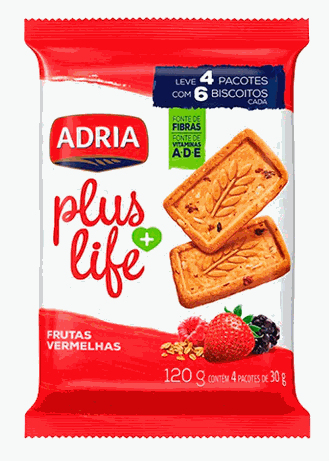 LEVE 4 PACOTES
COM 6 BISCOITOS
CADA
ADRIA
FONTE DE
FIBRAS
FONTE DE
VITAMINAS
A•D•E
plus
life +
FRUTAS
VERMELHAS
120 g CONTÉM 4 PACOTES DE 30 g